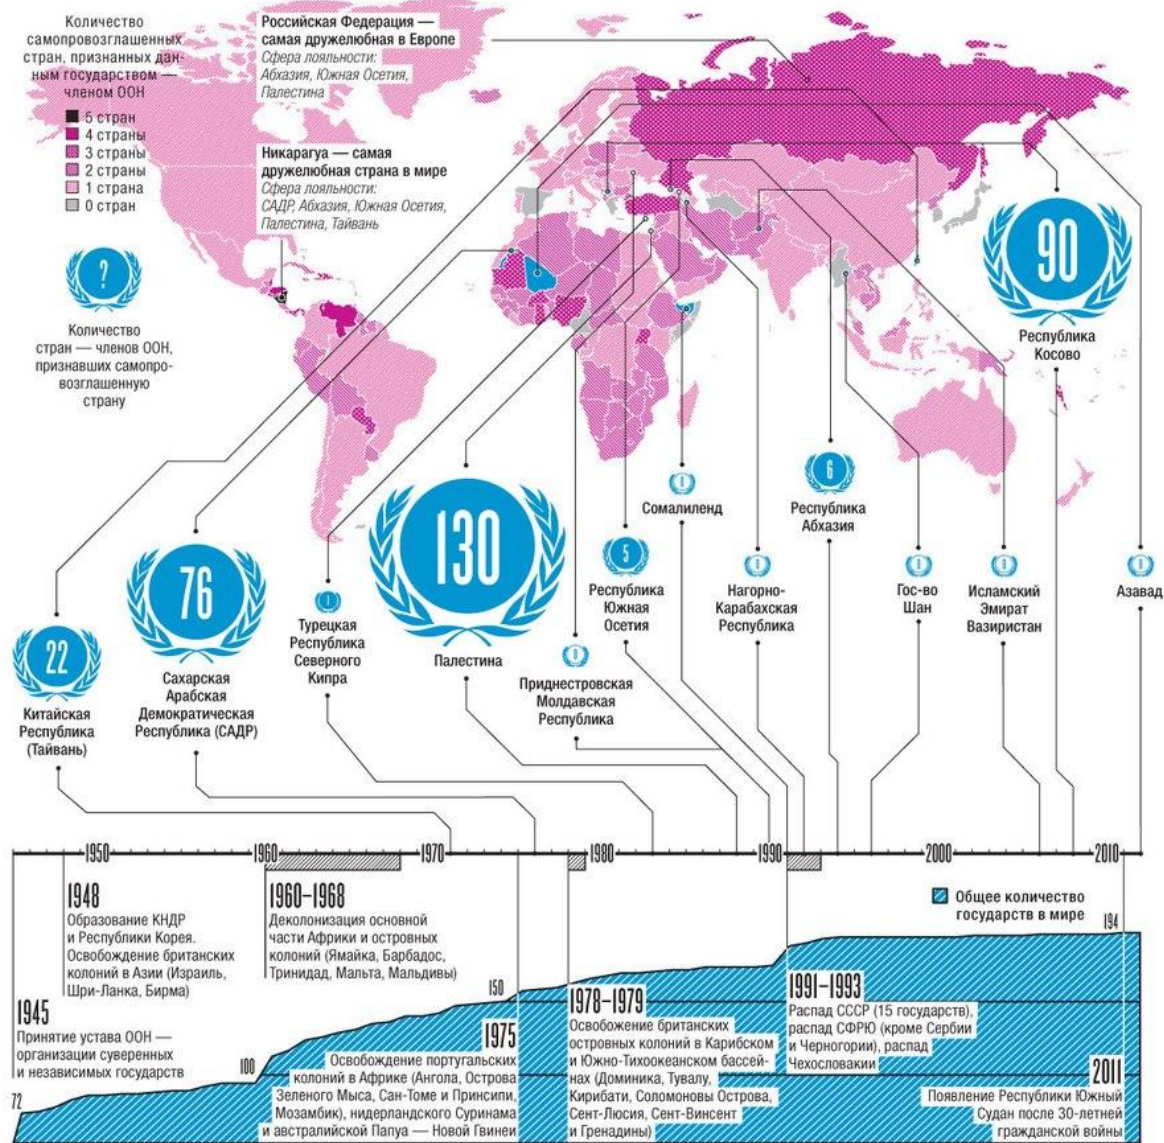 Количество
самопровозглашенных
стран, признанных дан-
ным государством —
членом ООН
5 стран
4 страны
3 страны
2 страны
1 страна
0 стран
Российская Федерация —
самая дружелюбная в Европе
Сфера лояльности:
Абхазия, Южная Осетия,
Палестина
Никарагуа — самая
дружелюбная страна в мире
Сфера лояльности:
САДР, Абхазия, Южная Осетия,
Палестина, Тайвань
?
Количество
стран — членов ООН,
признавших самопро-
возглашенную
страну
90
Республика
Косово
22
Китайская
Республика
(Тайвань)
76
Сахарская
Арабская
Демократическая
Республика (САДР)
1
Турецкая
Республика
Северного
Кипра
130
Палестина
0
Приднестровская
Молдавская
Республика
5
Республика
Южная
Осетия
0
Сомалиленд
0
Нагорно-
Карабахская
Республика
6
Республика
Абхазия
0
Гос-во
Шан
0
Исламский
Эмират
Вазиристан
0
Азавад
1950
1960
1970
1980
1990
2000
2010
1948
Образование КНДР
и Республики Корея.
Освобождение британских
колоний в Азии (Израиль,
Шри-Ланка, Бирма)
1960–1968
Деколонизация основной
части Африки и островных
колоний (Ямайка, Барбадос,
Тринидад, Мальта, Мальдивы)
Общее количество
государств в мире
194
1945
Принятие устава ООН —
организации суверенных
и независимых государств
72
100
150
1975
Освобождение португальских
колоний в Африке (Ангола, Острова
Зеленого Мыса, Сан-Томе и Принсипи,
Мозамбик), нидерландского Суринама
и австралийской Папуа — Новой Гвинеи
1978–1979
Освобожение британских
островных колоний в Карибском
и Южно-Тихоокеанском бассей-
нах (Доминика, Тувалу,
Кирибати, Соломоновы Острова,
Сент-Люсия, Сент-Винсент
и Гренадины)
1991–1993
Распад СССР (15 государств),
распад СФРЮ (кроме Сербии
и Черногории), распад
Чехословакии
2011
Появление Республики Южный
Судан после 30-летней
гражданской войны